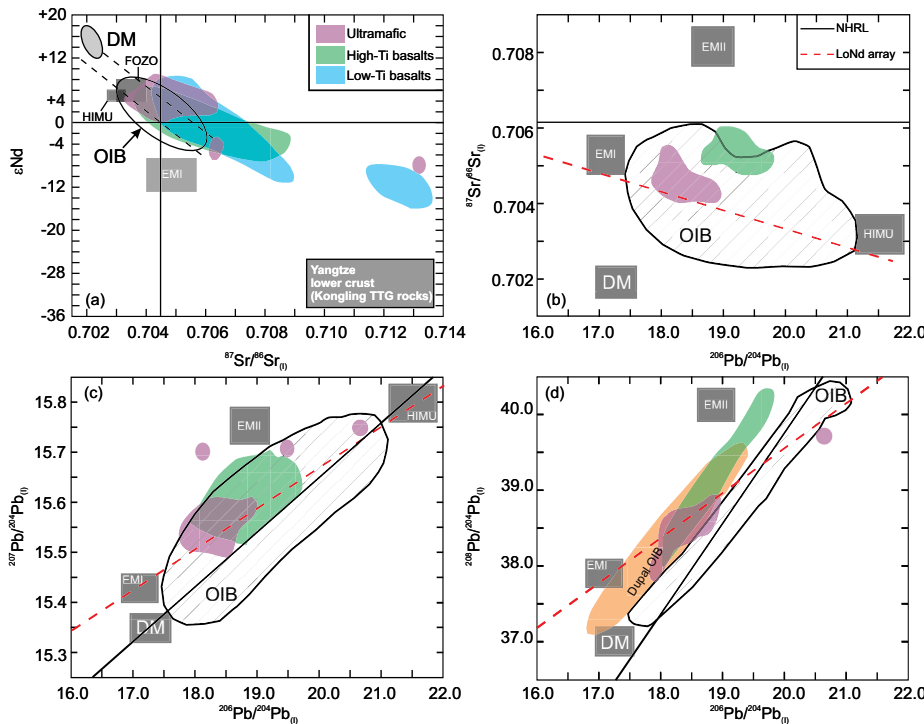 +20
+12
+4
0
-4
-12
-20
-28
-36
εNd
DM
FOZO
HIMU
OIB
EMI
Ultramafic
High-Ti basalts
Low-Ti basalts
Yangtze
lower crust
(Kongling TTG rocks)
(a)
0.702
0.704
0.706
0.708
0.710
0.712
0.714
87Sr/86Sr(I)
0.708
0.706
0.704
0.702
87Sr/86Sr(I)
EMII
NHRL
LoNd array
EMI
OIB
HIMU
DM
(b)
16.0
17.0
18.0
19.0
20.0
21.0
22.0
206Pb/204Pb(I)
(c)
15.8
15.7
15.6
15.5
15.4
15.3
207Pb/204Pb(I)
EMII
HIMU
EMI
OIB
DM
16.0
17.0
18.0
19.0
20.0
21.0
22.0
206Pb/204Pb(I)
(d)
40.0
39.0
38.0
37.0
208Pb/204Pb(I)
EMII
OIB
EMI
Dupal OIB
DM
16.0
17.0
18.0
19.0
20.0
21.0
22.0
206Pb/204Pb(I)